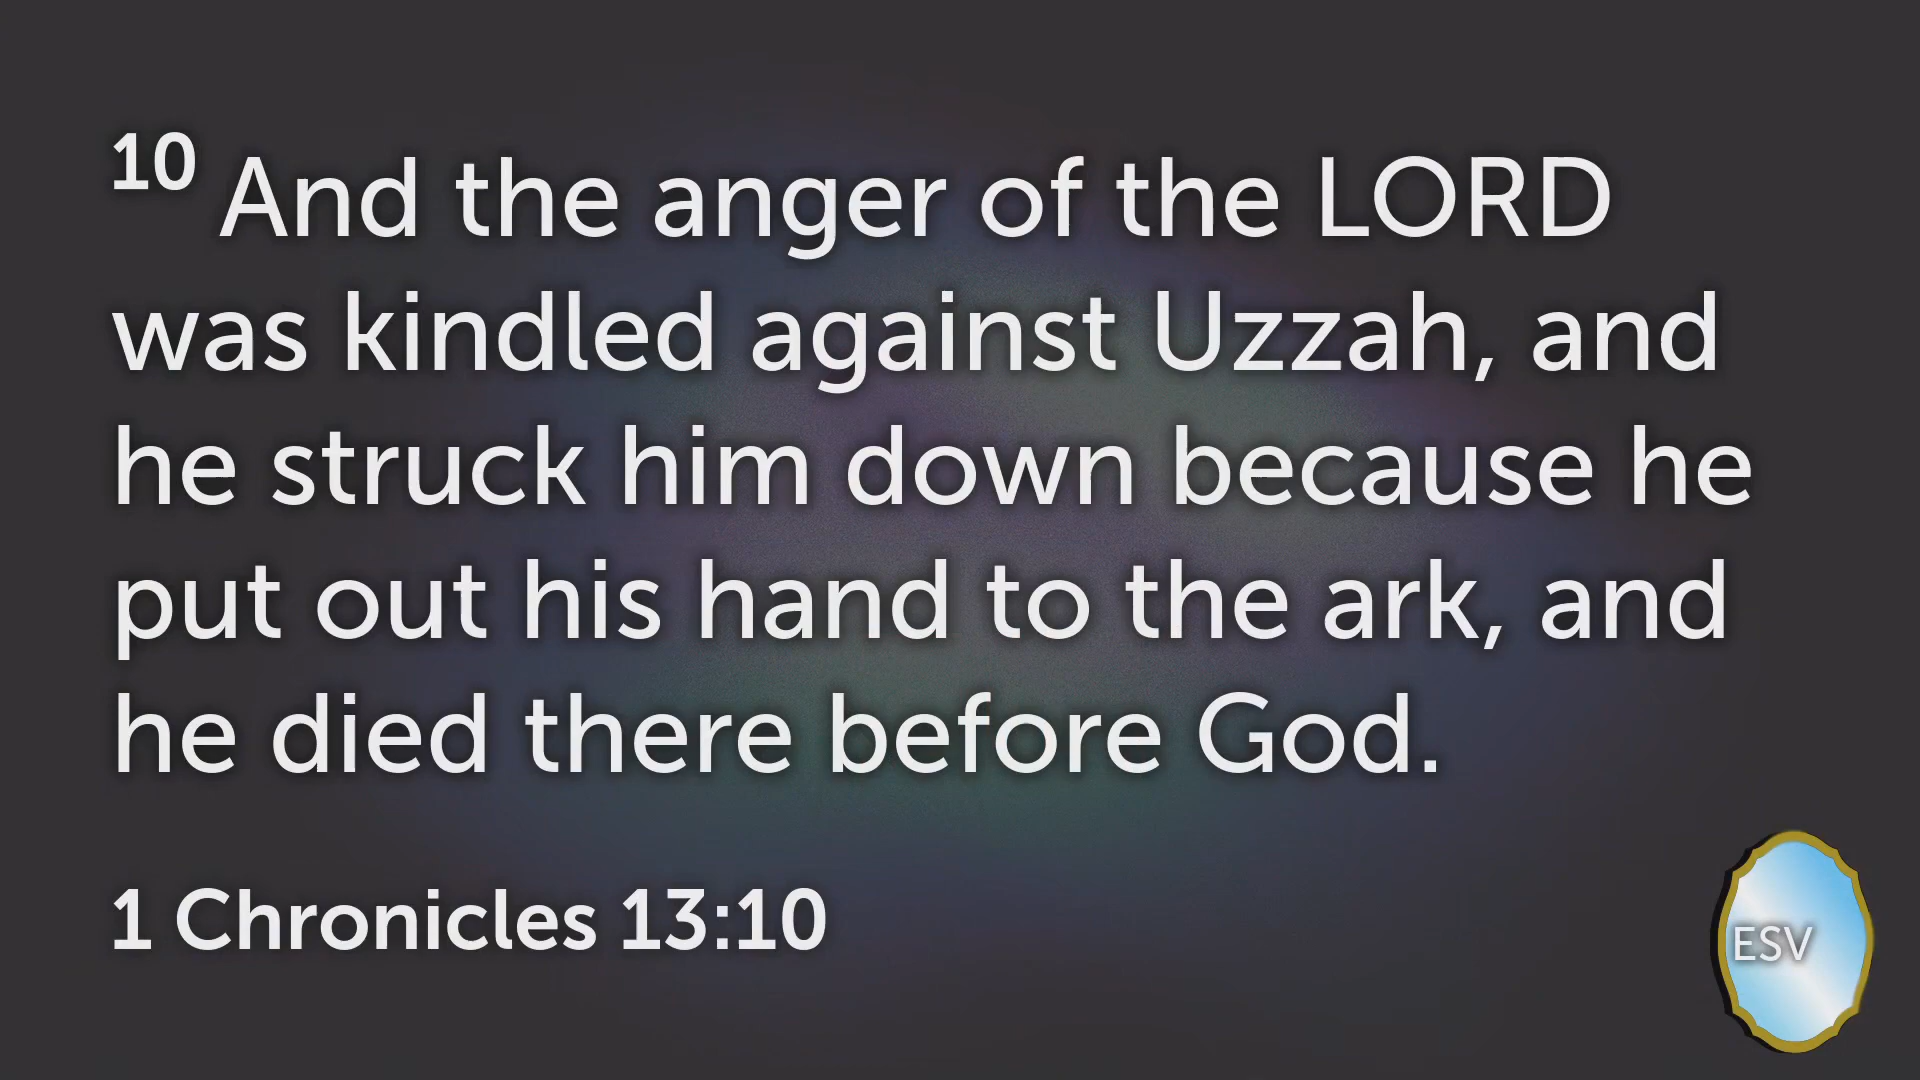 10 And the anger of the LORD
was kindled against Uzzah, and
he struck him down because he
put out his hand to the ark, and
he died there before God.
1 Chronicles 13:10
ESV